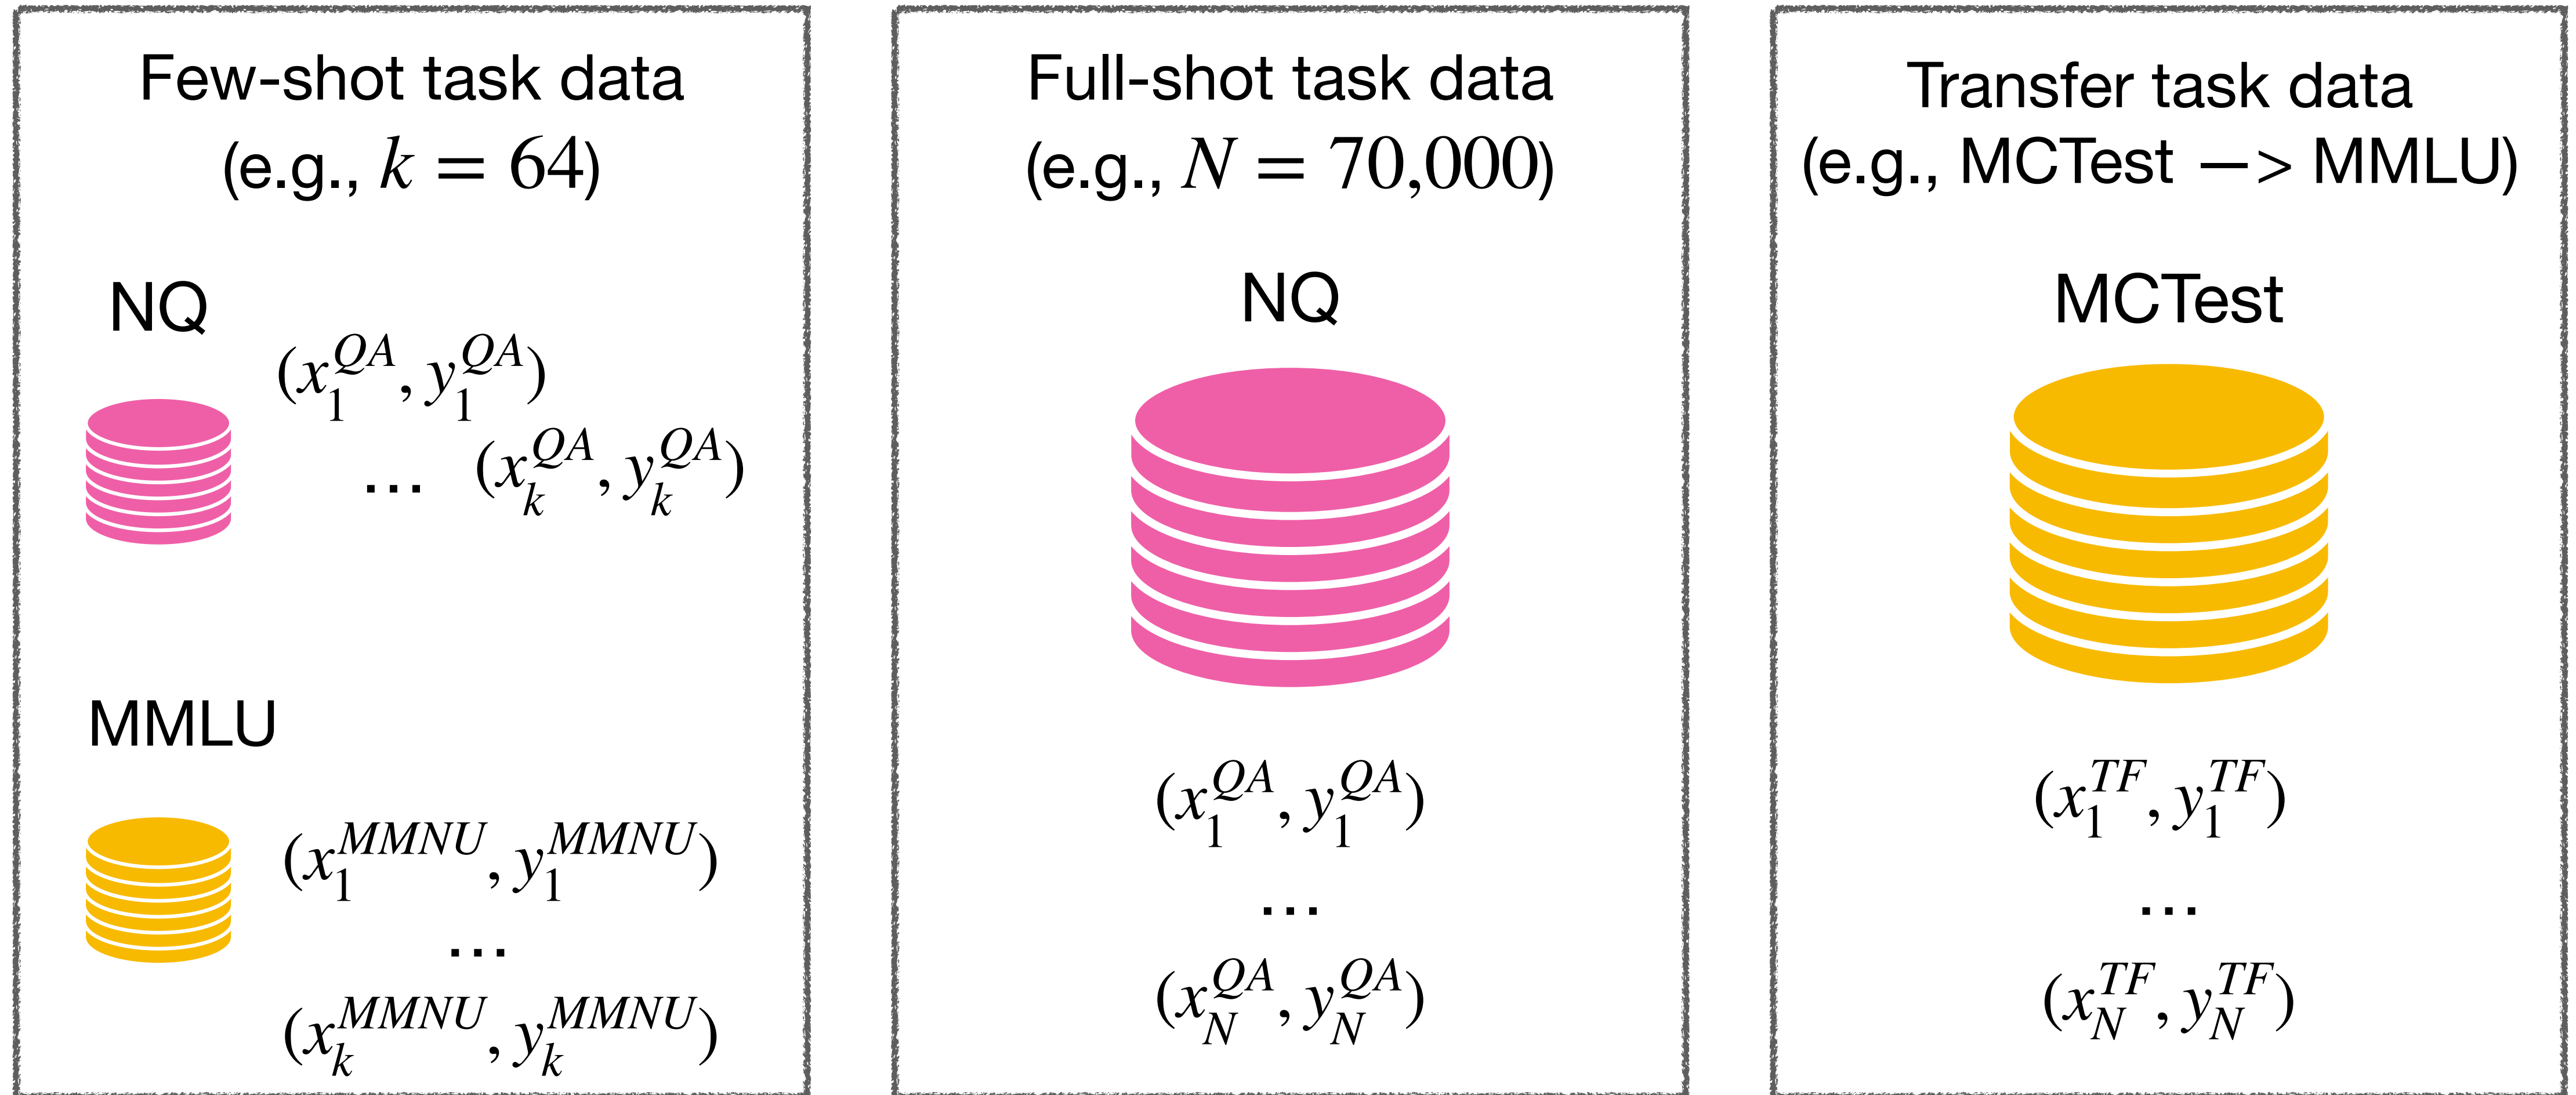 Few-shot task data
(e.g., k = 64)
NQ
(x_1^{QA}, y_1^{QA})
... (x_k^{QA}, y_k^{QA})
MMLU
(x_1^{MMNU}, y_1^{MMNU})
...
(x_k^{MMNU}, y_k^{MMNU})
Full-shot task data
(e.g., N = 70,000)
NQ
(x_1^{QA}, y_1^{QA})
...
(x_N^{QA}, y_N^{QA})
Transfer task data
(e.g., MCTest —> MMLU)
MCTest
(x_1^{TF}, y_1^{TF})
...
(x_N^{TF}, y_N^{TF})